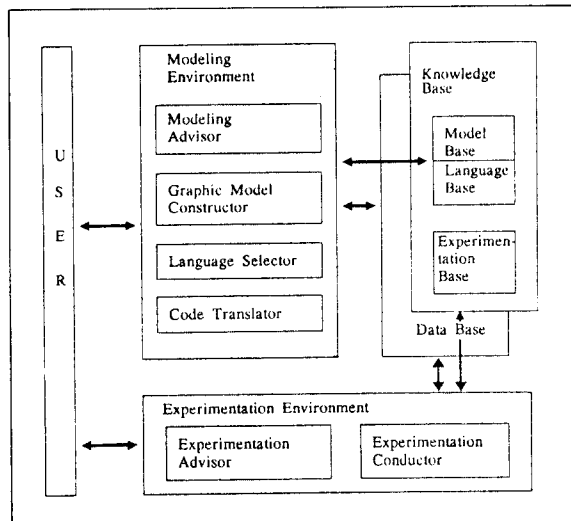 U
S
E
R
Modeling
Environment
Modeling
Advisor
Graphic Model
Constructor
Language Selector
Code Translator
Knowledge
Base
Model
Base
Language
Base
Experimen-
tation
Base
Data Base
Experimentation Environment
Experimentation
Advisor
Experimentation
Conductor